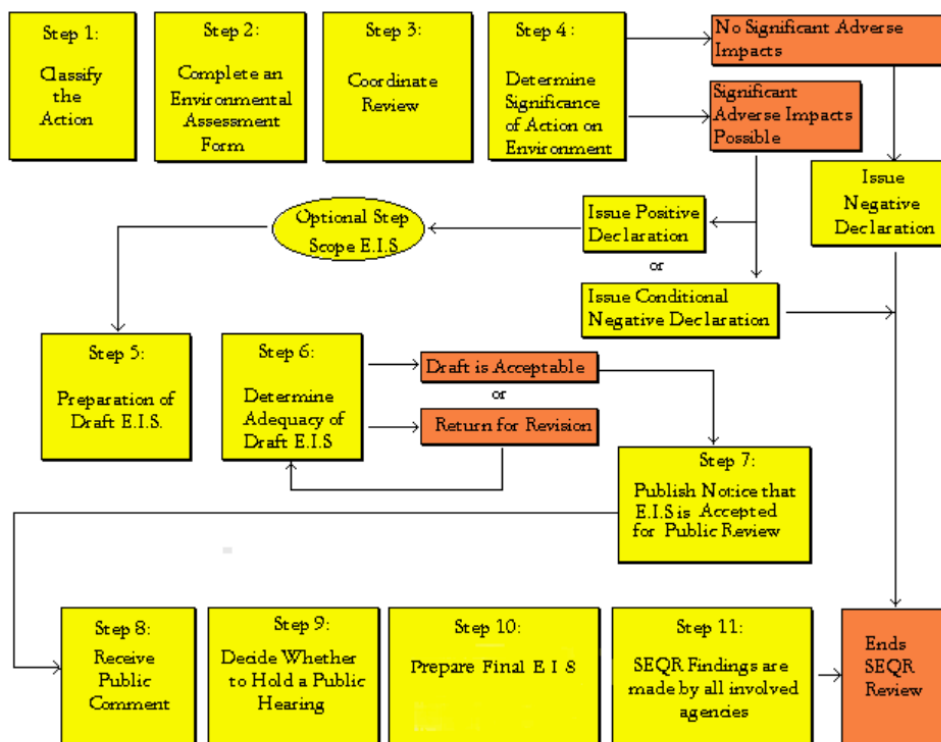 Step 1:
Classify
the
Action
Step 2:
Complete an
Environmental
Assessment
Form
Step 3:
Coordinate
Review
Step 4:
Determine
Significance
of Action on
Environment
No Significant Adverse
Impacts
Significant
Adverse Impacts
Possible
Issue
Negative
Declaration
Optional Step
Scope E.I.S
Issue Positive
Declaration
or
Issue Conditional
Negative Declaration
Step 5:
Preparation of
Draft E.I.S.
Step 6:
Determine
Adequacy of
Draft E.I.S
Draft is Acceptable
or
Return for Revision
Step 7:
Publish Notice that
E.I.S is Accepted
for Public Review
Step 8:
Receive
Public
Comment
Step 9:
Decide Whether
to Hold a Public
Hearing
Step 10:
Prepare Final E I S
Step 11:
SEQR Findings are
made by all involved
agencies
Ends
SEQR
Review